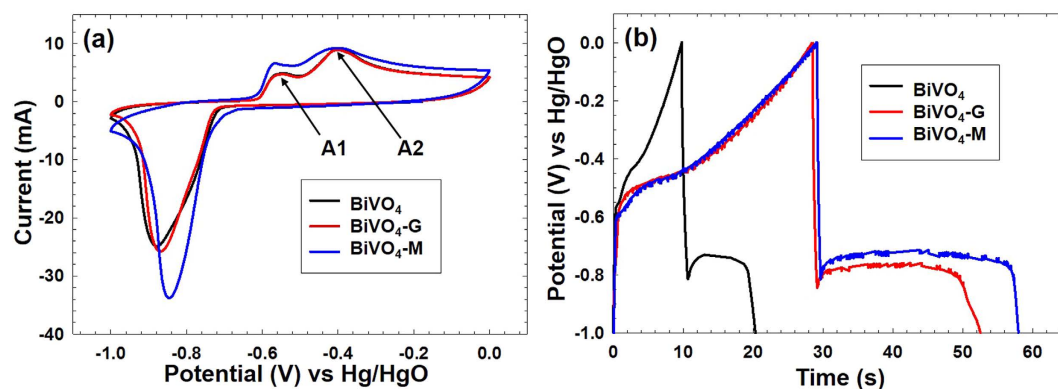 (a)
Current (mA)
20
10
0
-10
-20
-30
-40
A1
A2
BiVO₄
BiVO₄-G
BiVO₄-M
-1.0
-0.8
-0.6
-0.4
-0.2
0.0
Potential (V) vs Hg/HgO
(b)
Potential (V) vs Hg/HgO
0.0
-0.2
-0.4
-0.6
-0.8
-1.0
BiVO₄
BiVO₄-G
BiVO₄-M
0
10
20
30
40
50
60
Time (s)